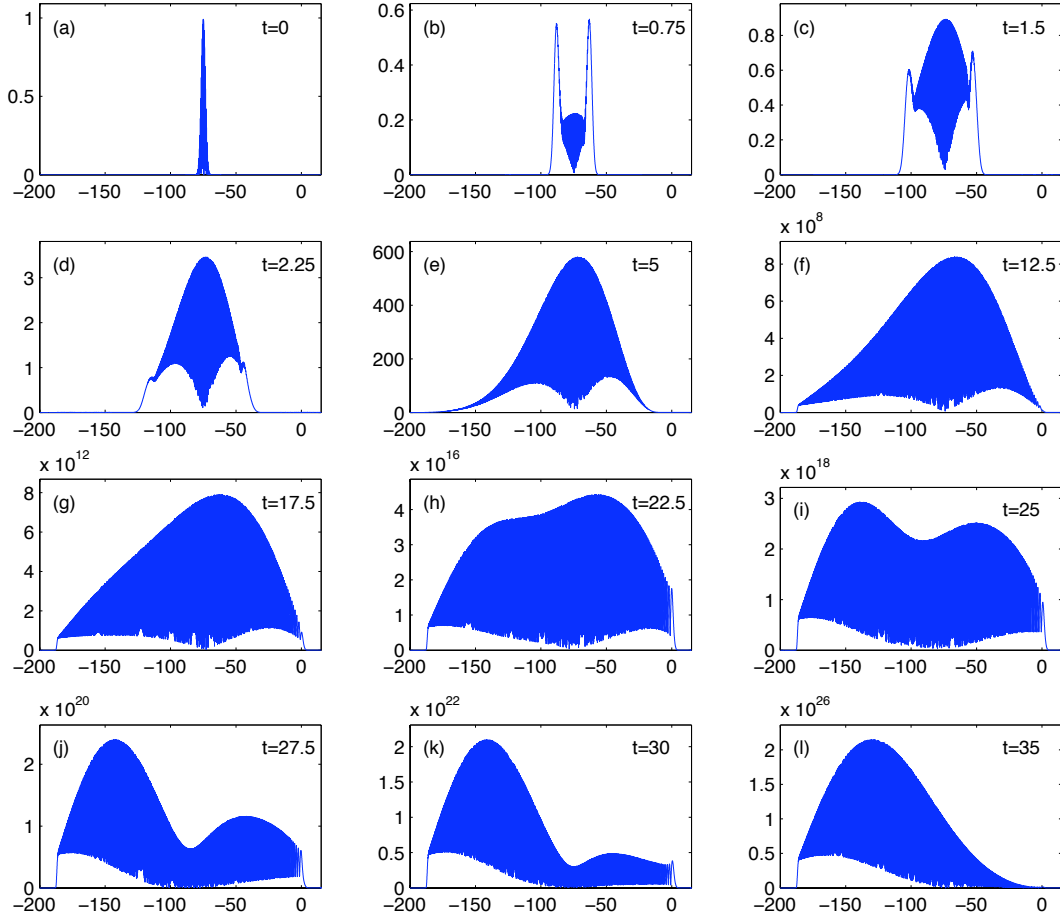 (a) t=0
1
0.5
0
−200 −150 −100 −50 0
(b) t=0.75
0.6
0.4
0.2
0
−200 −150 −100 −50 0
(c) t=1.5
0.8
0.6
0.4
0.2
0
−200 −150 −100 −50 0
(d) t=2.25
3
2
1
0
−200 −150 −100 −50 0
(e) t=5
600
400
200
0
−200 −150 −100 −50 0
x 10^8
(f) t=12.5
8
6
4
2
0
−200 −150 −100 −50 0
x 10^12
(g) t=17.5
8
6
4
2
0
−200 −150 −100 −50 0
x 10^16
(h) t=22.5
4
3
2
1
0
−200 −150 −100 −50 0
x 10^18
(i) t=25
3
2
1
0
−200 −150 −100 −50 0
x 10^20
(j) t=27.5
2
1
0
−200 −150 −100 −50 0
x 10^22
(k) t=30
2
1.5
1
0.5
0
−200 −150 −100 −50 0
x 10^26
(l) t=35
2
1.5
1
0.5
0
−200 −150 −100 −50 0